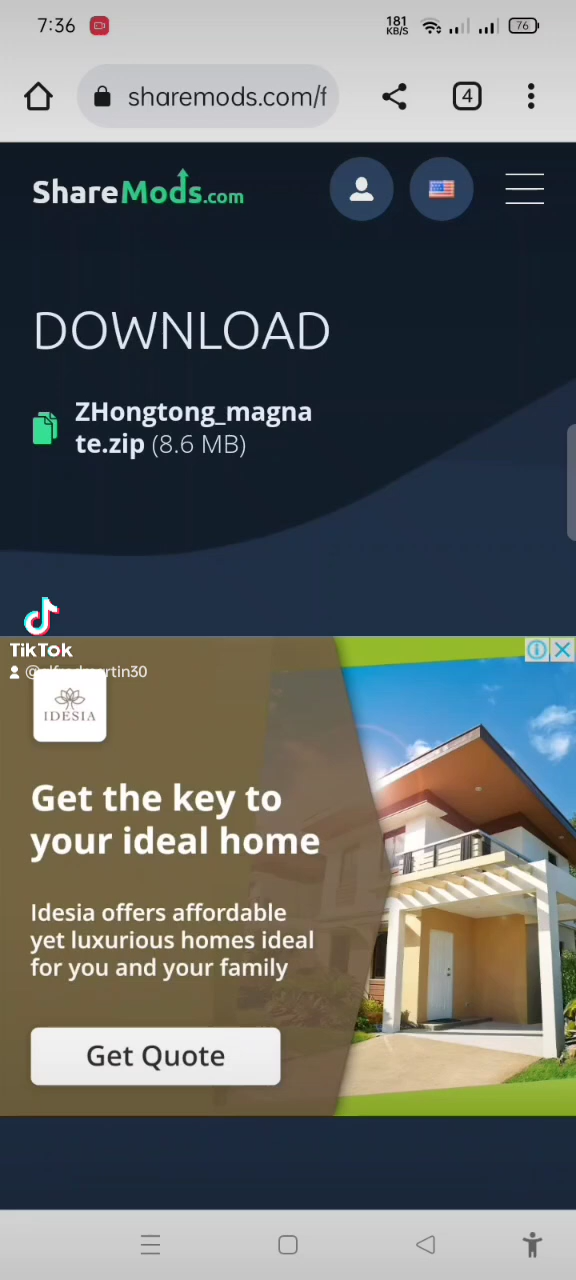 7:36
181
KB/S
76
sharemods.com/f
4
ShareMods.com
DOWNLOAD
ZHongtong_magna
te.zip (8.6 MB)
TikTok
IDESIA
Get the key to
your ideal home
Idesia offers affordable
yet luxurious homes ideal
for you and your family
Get Quote